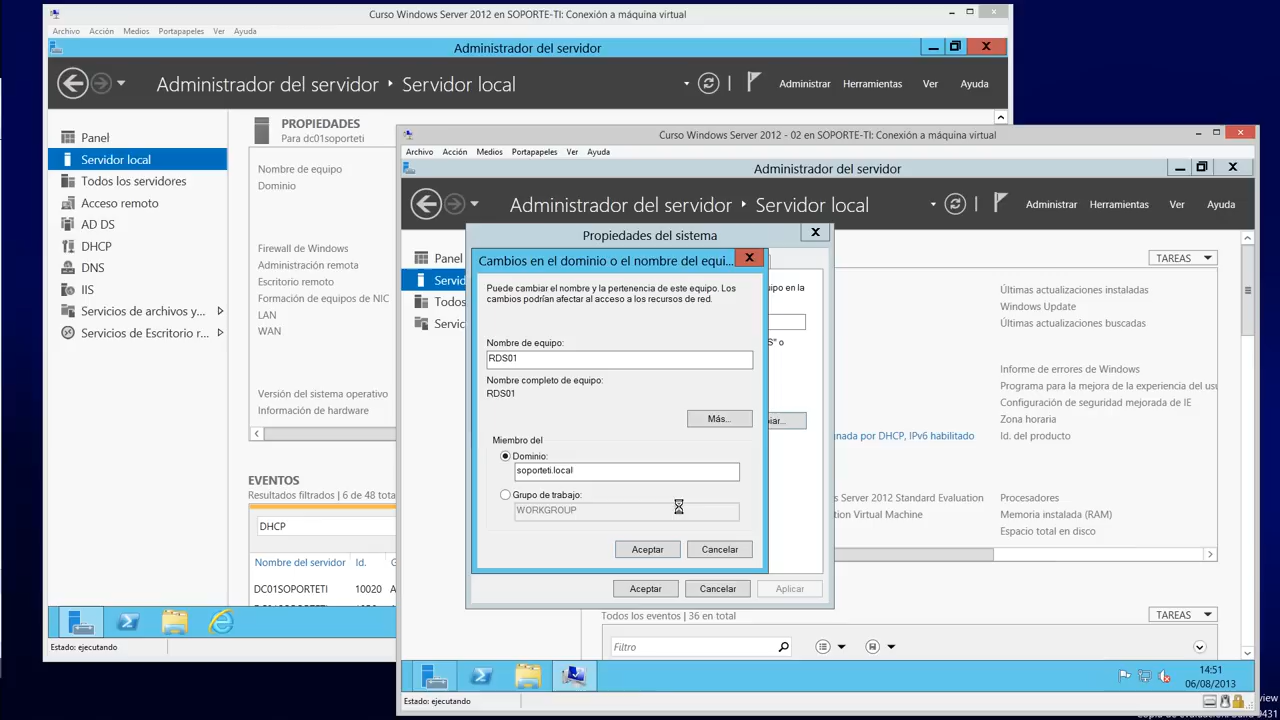 Curso Windows Server 2012 en SOPORTE-TI: Conexión a máquina virtual
Archivo Acción Medios Portapapeles Ver Ayuda
Administrador del servidor
Administrador del servidor ‣ Servidor local
Administrar Herramientas Ver Ayuda
Panel
Servidor local
Todos los servidores
Acceso remoto
AD DS
DHCP
DNS
IIS
Servicios de archivos y...
Servicios de Escritorio r...
PROPIEDADES
Para dc01soporteti
Nombre de equipo
Dominio
Firewall de Windows
Administración remota
Escritorio remoto
Formación de equipos de NIC
LAN
WAN
Versión del sistema operativo
Información de hardware
EVENTOS
Resultados filtrados | 6 de 48 tota
DHCP
Nombre del servidor Id.
DC01SOPORTETI 10020 A
Estado: ejecutando
Curso Windows Server 2012 - 02 en SOPORTE-TI: Conexión a máquina virtual
Archivo Acción Medios Portapapeles Ver Ayuda
Administrador del servidor
Administrador del servidor ‣ Servidor local
Administrar Herramientas Ver Ayuda
Panel
Servid
Todos
Servic
TAREAS
Últimas actualizaciones instaladas
Windows Update
Últimas actualizaciones buscadas
Informe de errores de Windows
Programa para la mejora de la experiencia del usu
Configuración de seguridad mejorada de IE
Zona horaria
nada por DHCP, IPv6 habilitado Id. del producto
s Server 2012 Standard Evaluation Procesadores
ation Virtual Machine Memoria instalada (RAM)
Espacio total en disco
Propiedades del sistema
uipo en la
S" o
iar...
Aceptar Cancelar Aplicar
Cambios en el dominio o el nombre del equi...
Puede cambiar el nombre y la pertenencia de este equipo. Los
cambios podrían afectar al acceso a los recursos de red.
Nombre de equipo:
RDS01
Nombre completo de equipo:
RDS01
Más...
Miembro del
Dominio:
soporteti.local
Grupo de trabajo:
WORKGROUP
Aceptar Cancelar
Todos los eventos | 36 en total
TAREAS
Filtro
14:51
06/08/2013
Estado: ejecutando